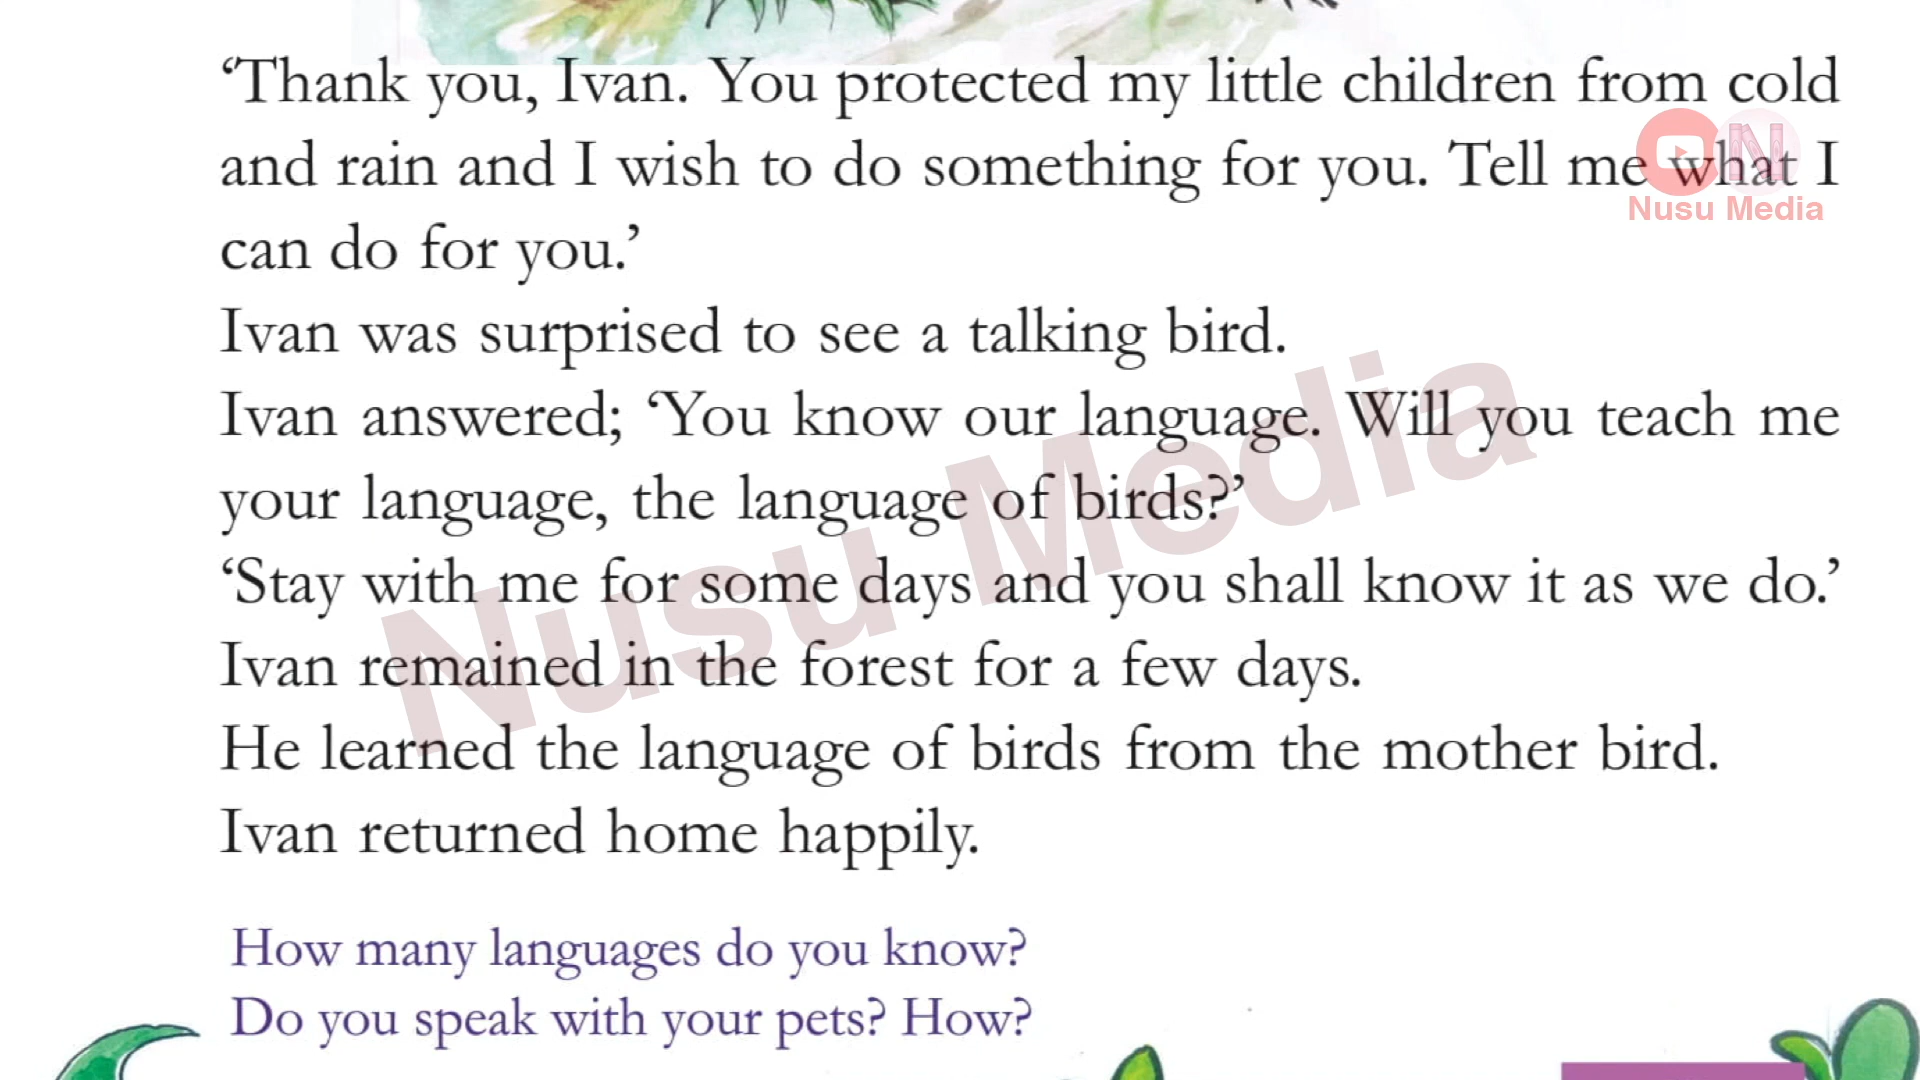 ‘Thank you, Ivan. You protected my little children from cold
and rain and I wish to do something for you. Tell me what I
can do for you.’
Nusu Media
Ivan was surprised to see a talking bird.
Ivan answered; ‘You know our language. Will you teach me
your language, the language of birds?’
‘Stay with me for some days and you shall know it as we do.’
Ivan remained in the forest for a few days.
He learned the language of birds from the mother bird.
Ivan returned home happily.
Nusu Media
How many languages do you know?
Do you speak with your pets? How?